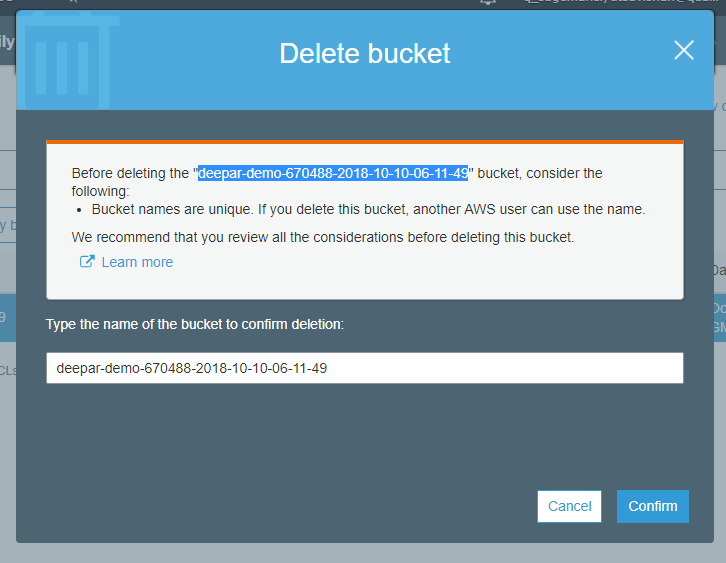 ily
Delete bucket
Before deleting the "deepar-demo-670488-2018-10-10-06-11-49" bucket, consider the
following:
• Bucket names are unique. If you delete this bucket, another AWS user can use the name.
We recommend that you review all the considerations before deleting this bucket.
Learn more
Type the name of the bucket to confirm deletion:
deepar-demo-670488-2018-10-10-06-11-49
Cancel
Confirm